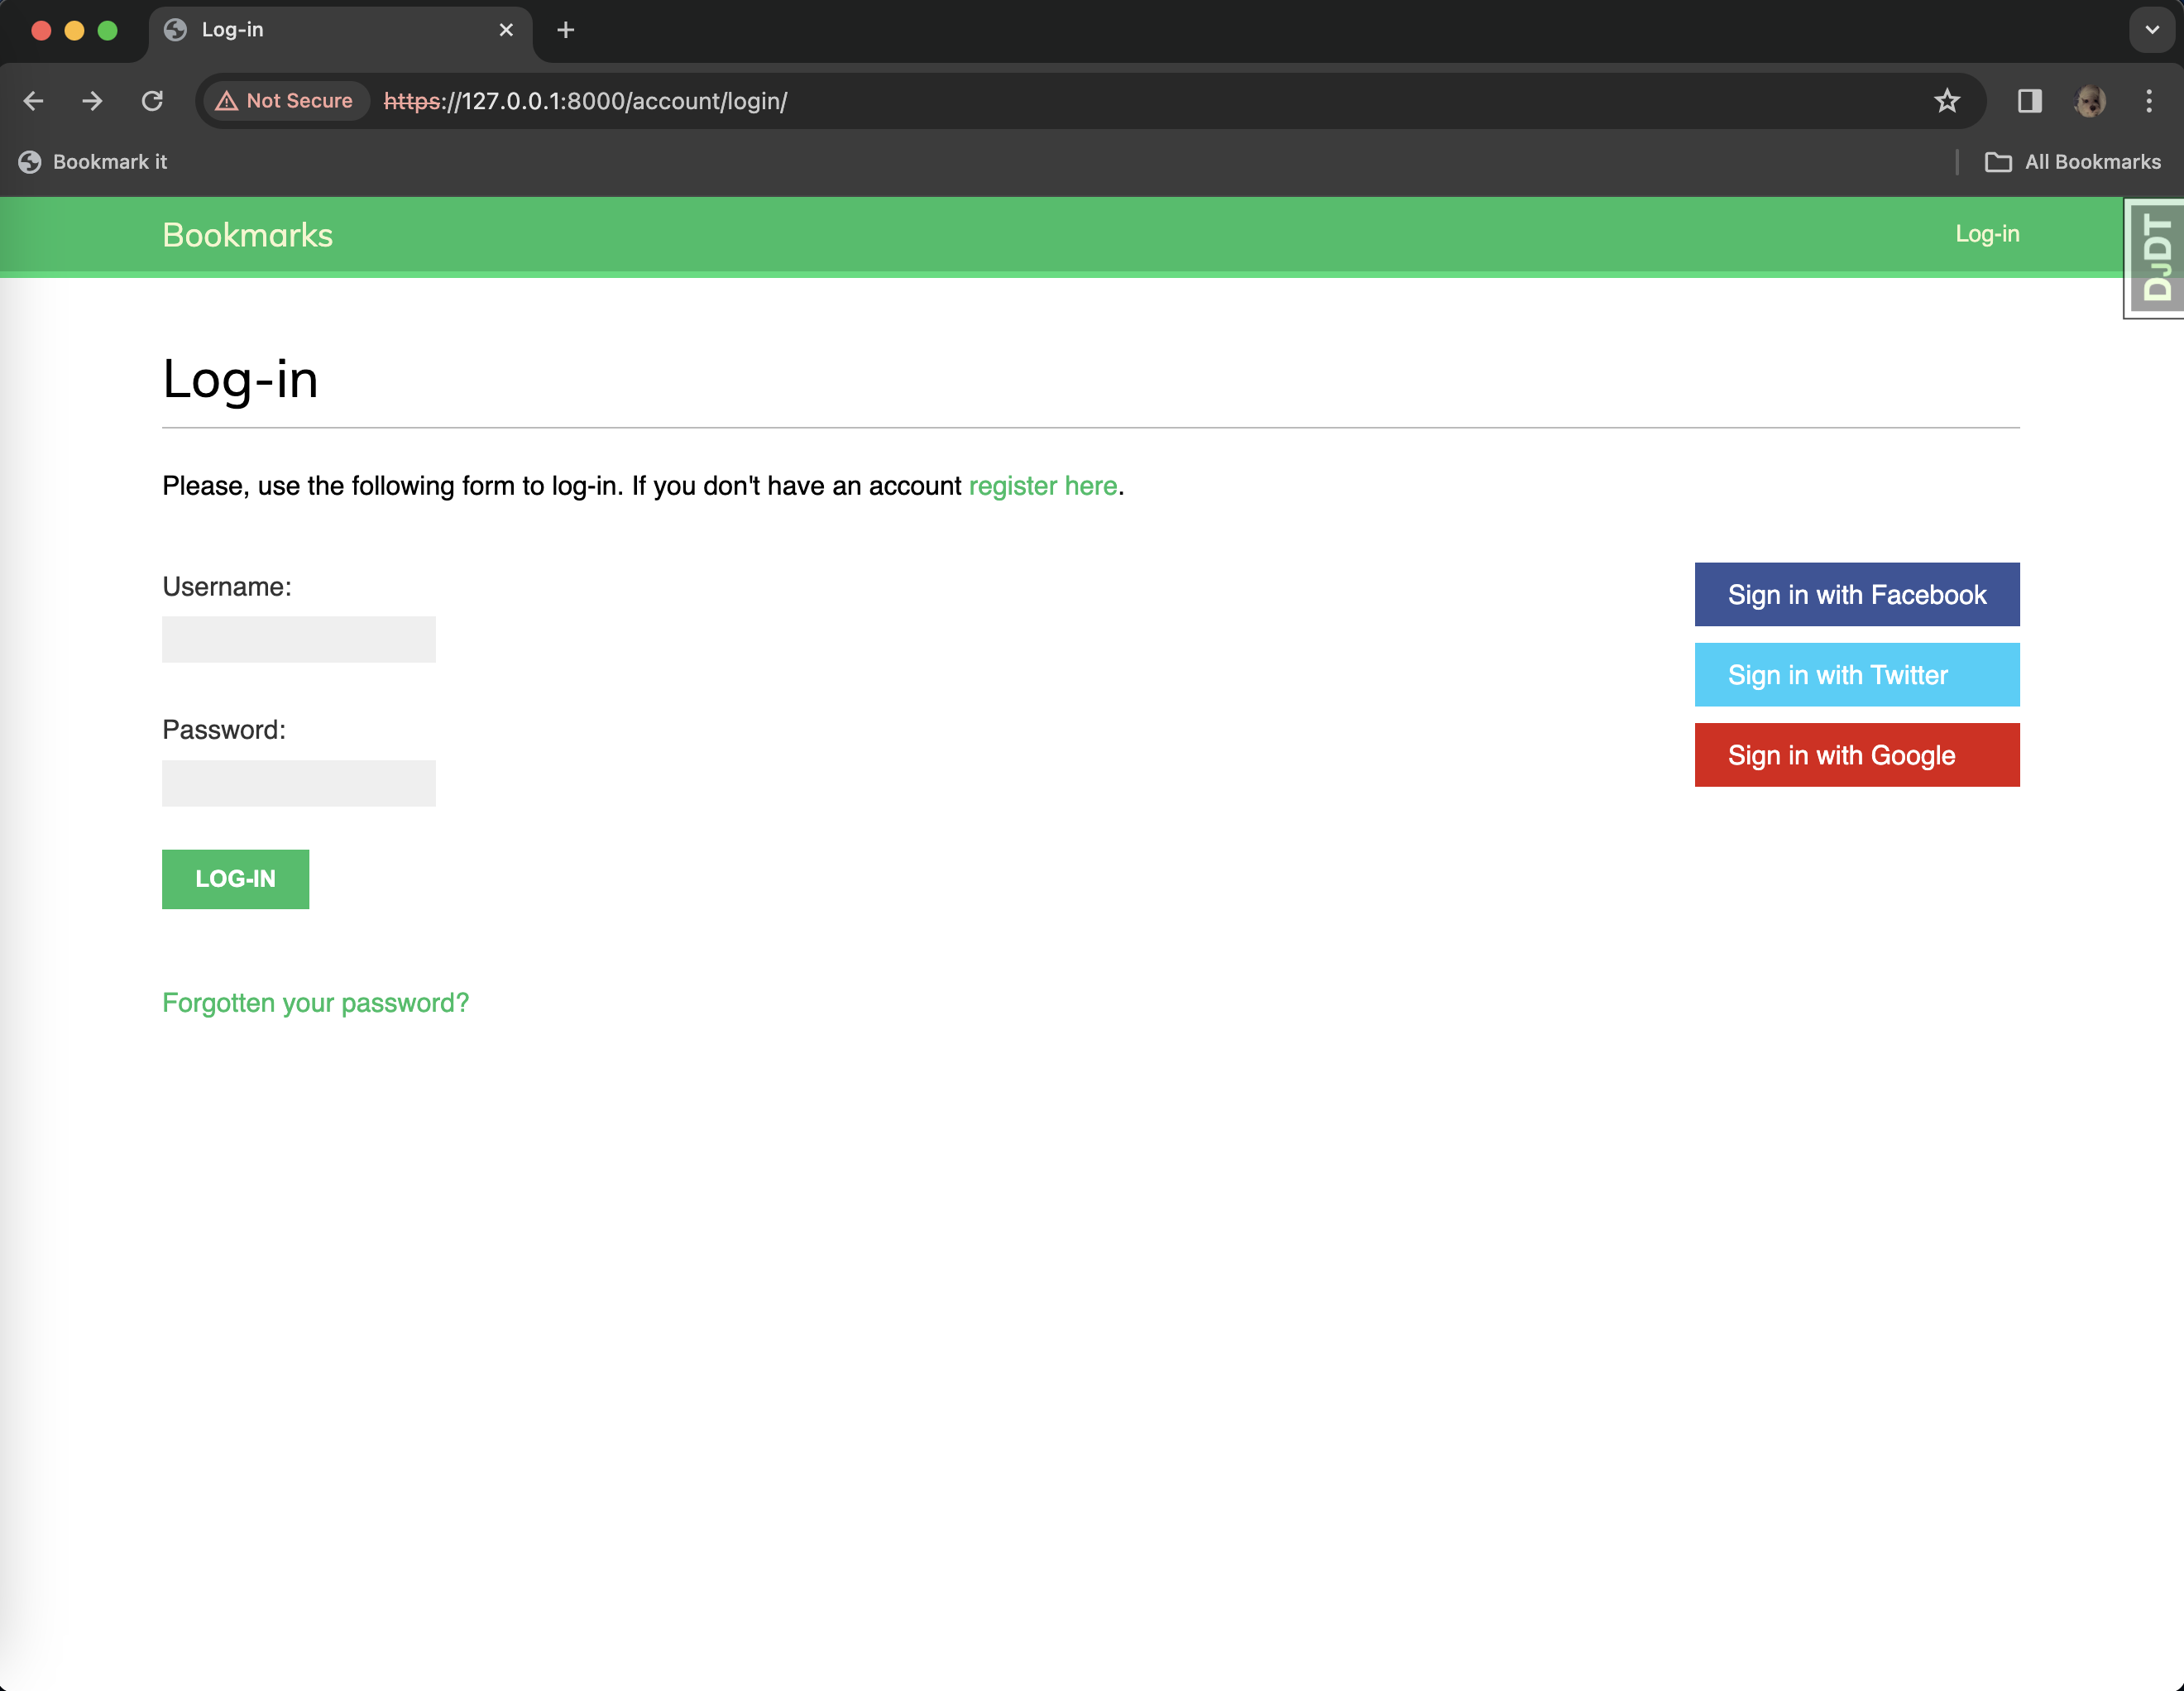 Log-in
Not Secure https://127.0.0.1:8000/account/login/
Bookmark it
All Bookmarks
Bookmarks
Log-in
DJDT
Log-in
Please, use the following form to log-in. If you don't have an account register here.
Username:
Password:
LOG-IN
Forgotten your password?
Sign in with Facebook
Sign in with Twitter
Sign in with Google